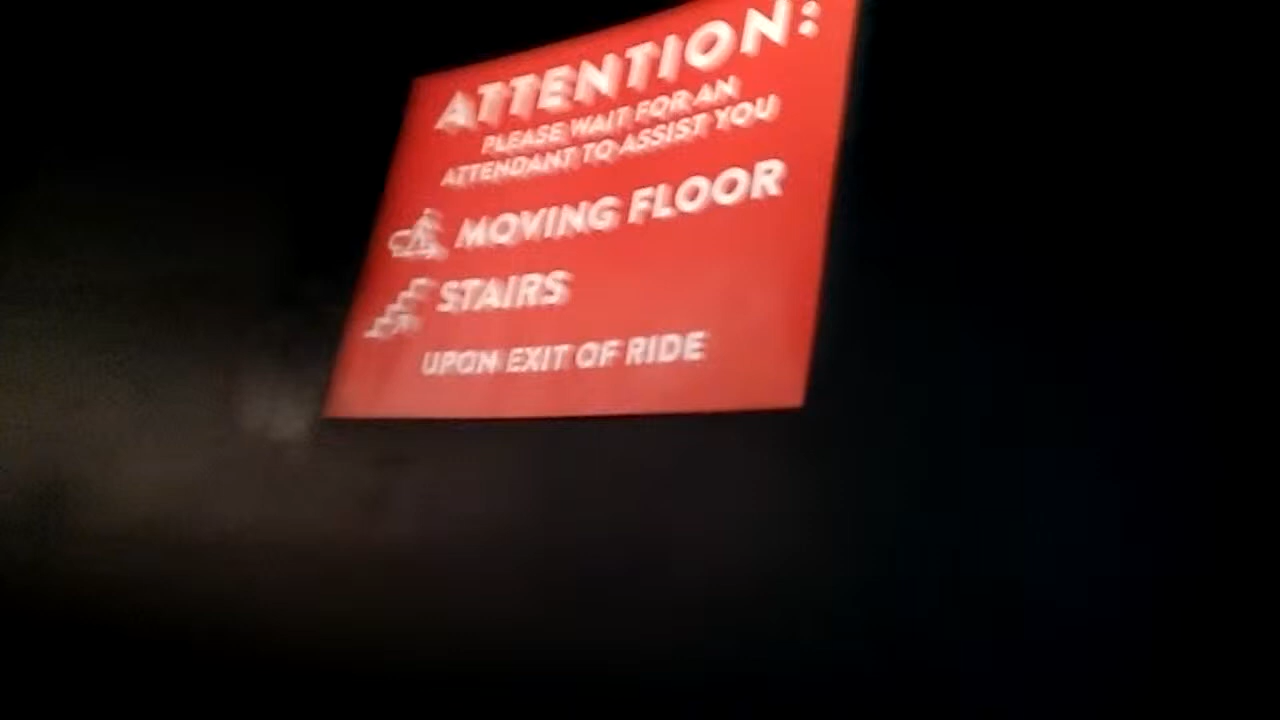 ATTENTION:
PLEASE WAIT FOR AN
ATTENDANT TO ASSIST YOU
MOVING FLOOR
STAIRS
UPON EXIT OF RIDE